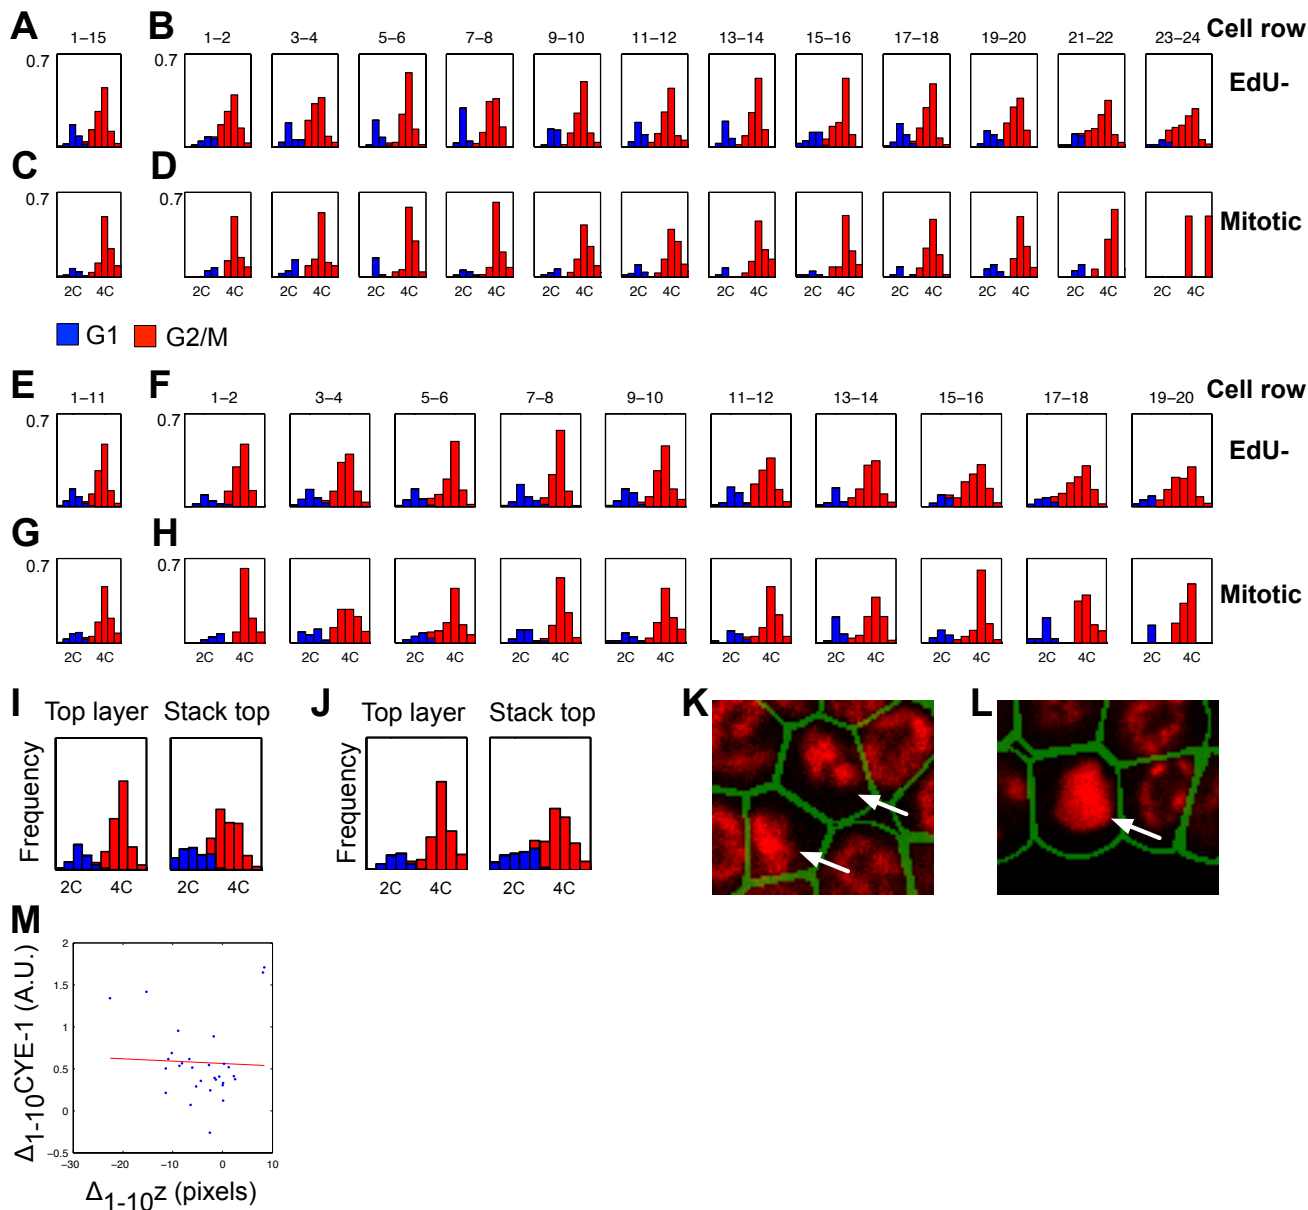 A B Cell row
1–15 1–2 3–4 5–6 7–8 9–10 11–12 13–14 15–16 17–18 19–20 21–22 23–24
0.7 0.7 EdU-
C D
0.7 0.7 Mitotic
2C 4C 2C 4C 2C 4C 2C 4C 2C 4C 2C 4C 2C 4C 2C 4C 2C 4C 2C 4C 2C 4C 2C 4C 2C 4C
G1 G2/M
E F Cell row
1–11 1–2 3–4 5–6 7–8 9–10 11–12 13–14 15–16 17–18 19–20
0.7 0.7 EdU-
G H
0.7 0.7 Mitotic
2C 4C 2C 4C 2C 4C 2C 4C 2C 4C 2C 4C 2C 4C 2C 4C 2C 4C 2C 4C 2C 4C
I J K L
Top layer Stack top Top layer Stack top
Frequency Frequency
2C 4C 2C 4C 2C 4C 2C 4C
M
2
1.5
1
0.5
0
−0.5
Δ1-10CYE-1 (A.U.)
−30 −20 −10 0 10
Δ1-10z (pixels)